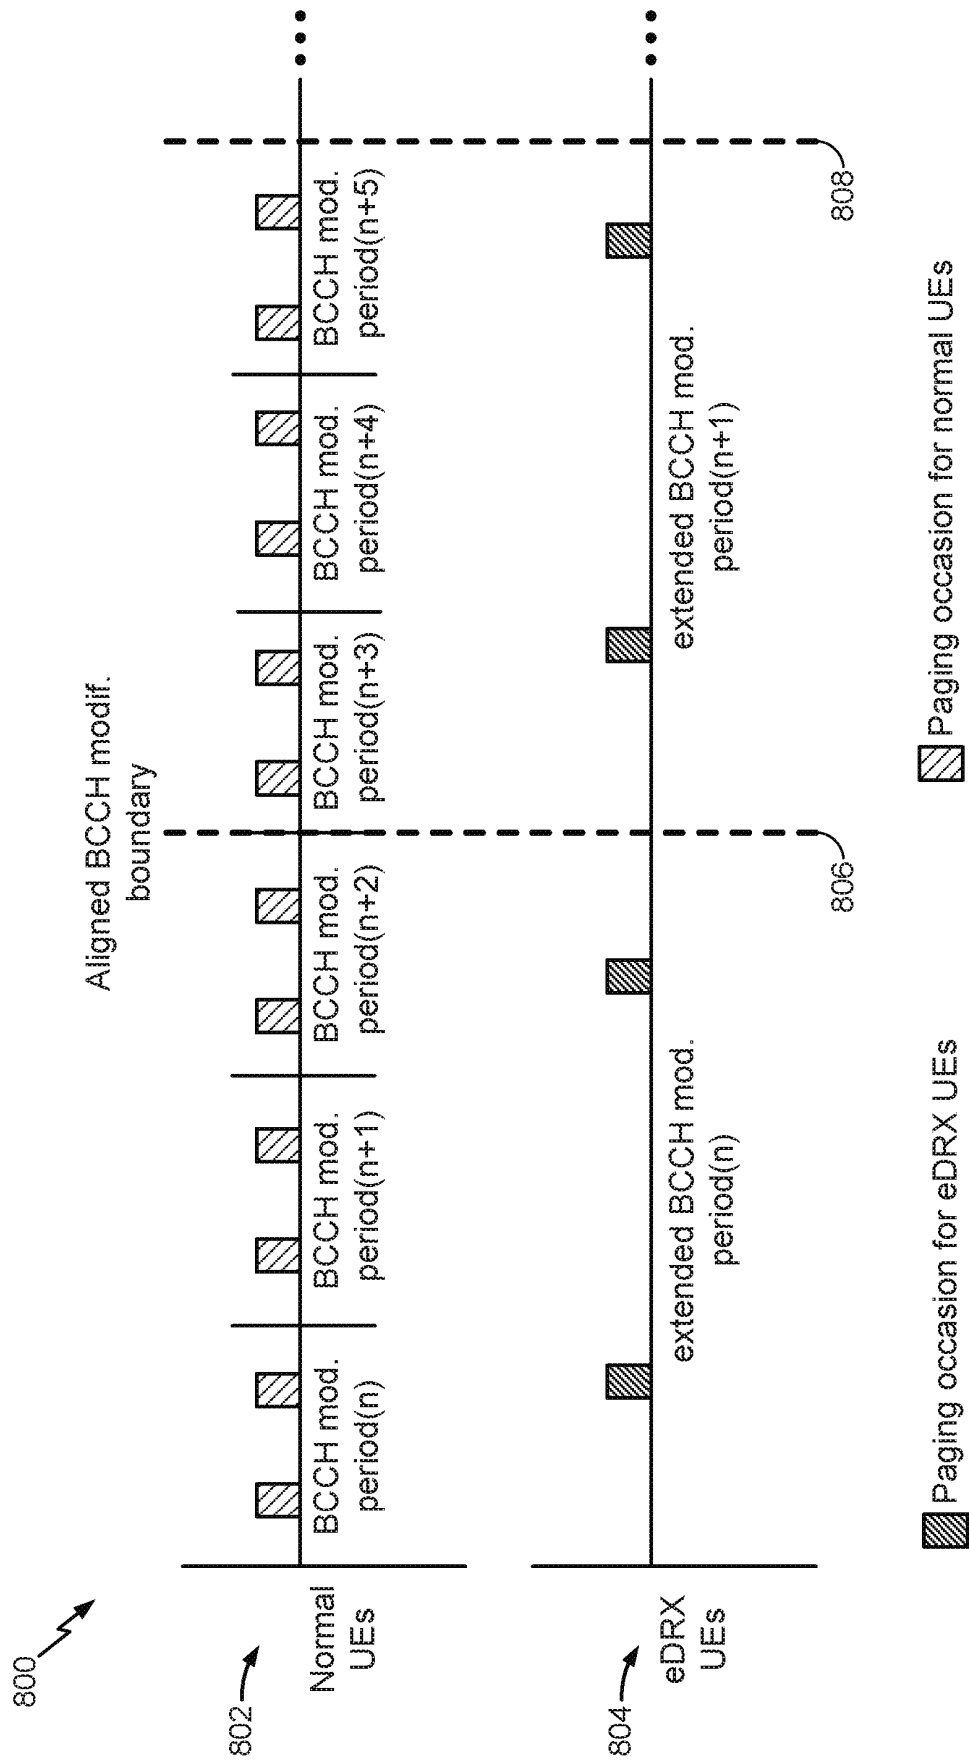 800
Aligned BCCH modif.
boundary
802
Normal
UEs
BCCH mod.
period(n)
BCCH mod.
period(n+1)
BCCH mod.
period(n+2)
BCCH mod.
period(n+3)
BCCH mod.
period(n+4)
BCCH mod.
period(n+5)
804
eDRX
UEs
extended BCCH mod.
period(n)
extended BCCH mod.
period(n+1)
806
808
Paging occasion for eDRX UEs
Paging occasion for normal UEs